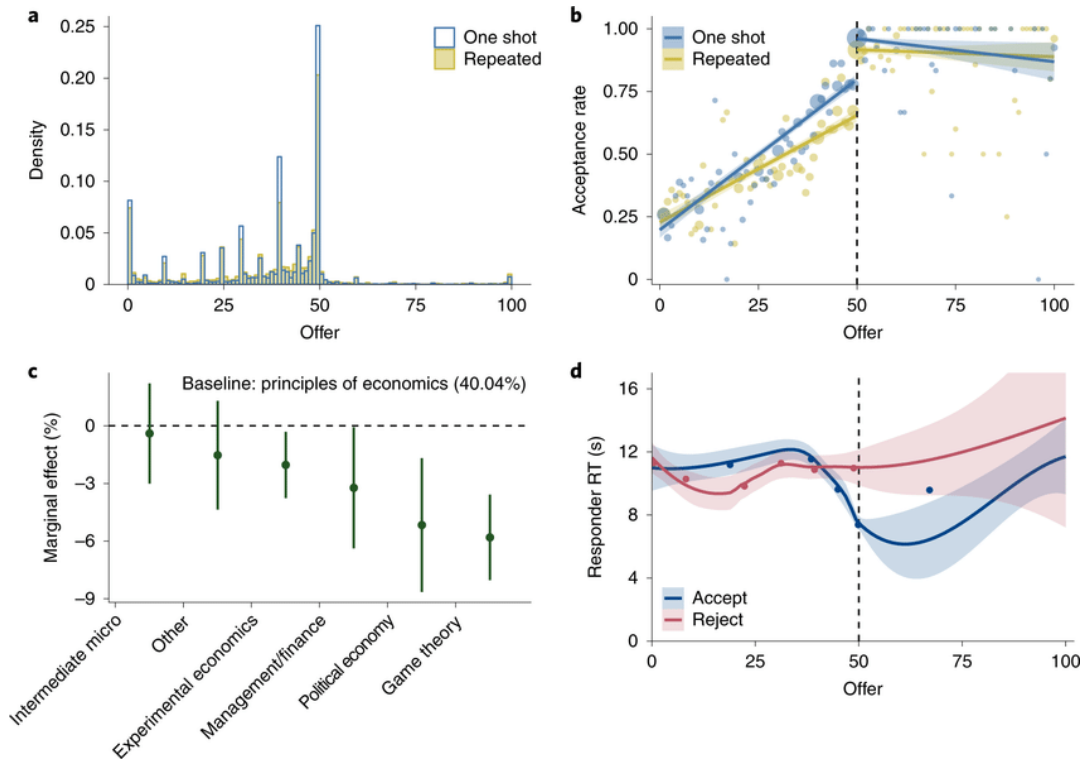 a
0.25
0.20
0.15
0.10
0.05
0
Density
One shot
Repeated
0 25 50 75 100
Offer
b
1.00
0.75
0.50
0.25
0
Acceptance rate
One shot
Repeated
0 25 50 75 100
Offer
c
Baseline: principles of economics (40.04%)
0
–3
–6
–9
Marginal effect (%)
Intermediate micro
Other
Experimental economics
Management/finance
Political economy
Game theory
d
16
12
8
4
0
Responder RT (s)
Accept
Reject
0 25 50 75 100
Offer